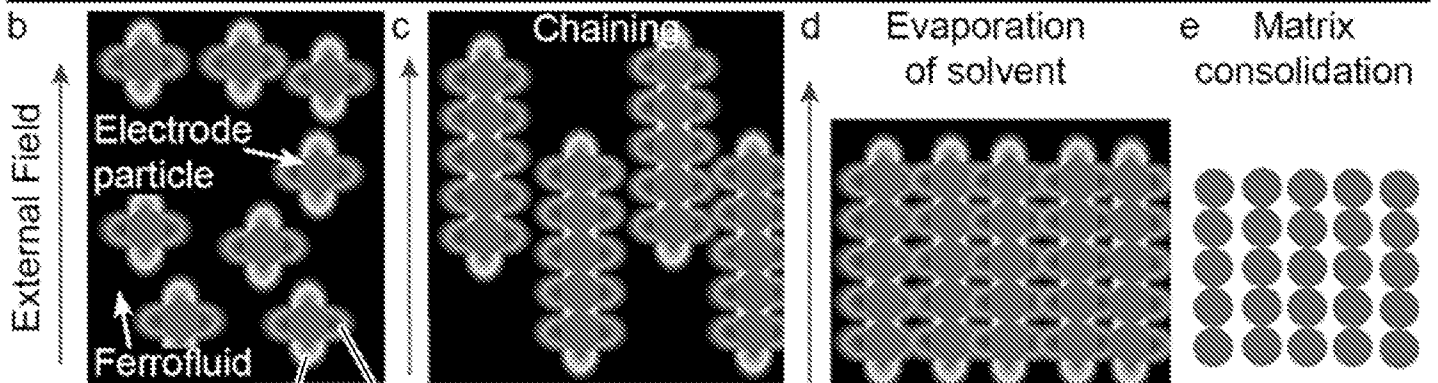 b
External Field
Electrode
particle
Ferrofluid
c
Chaining
d
Evaporation
of solvent
e
Matrix
consolidation